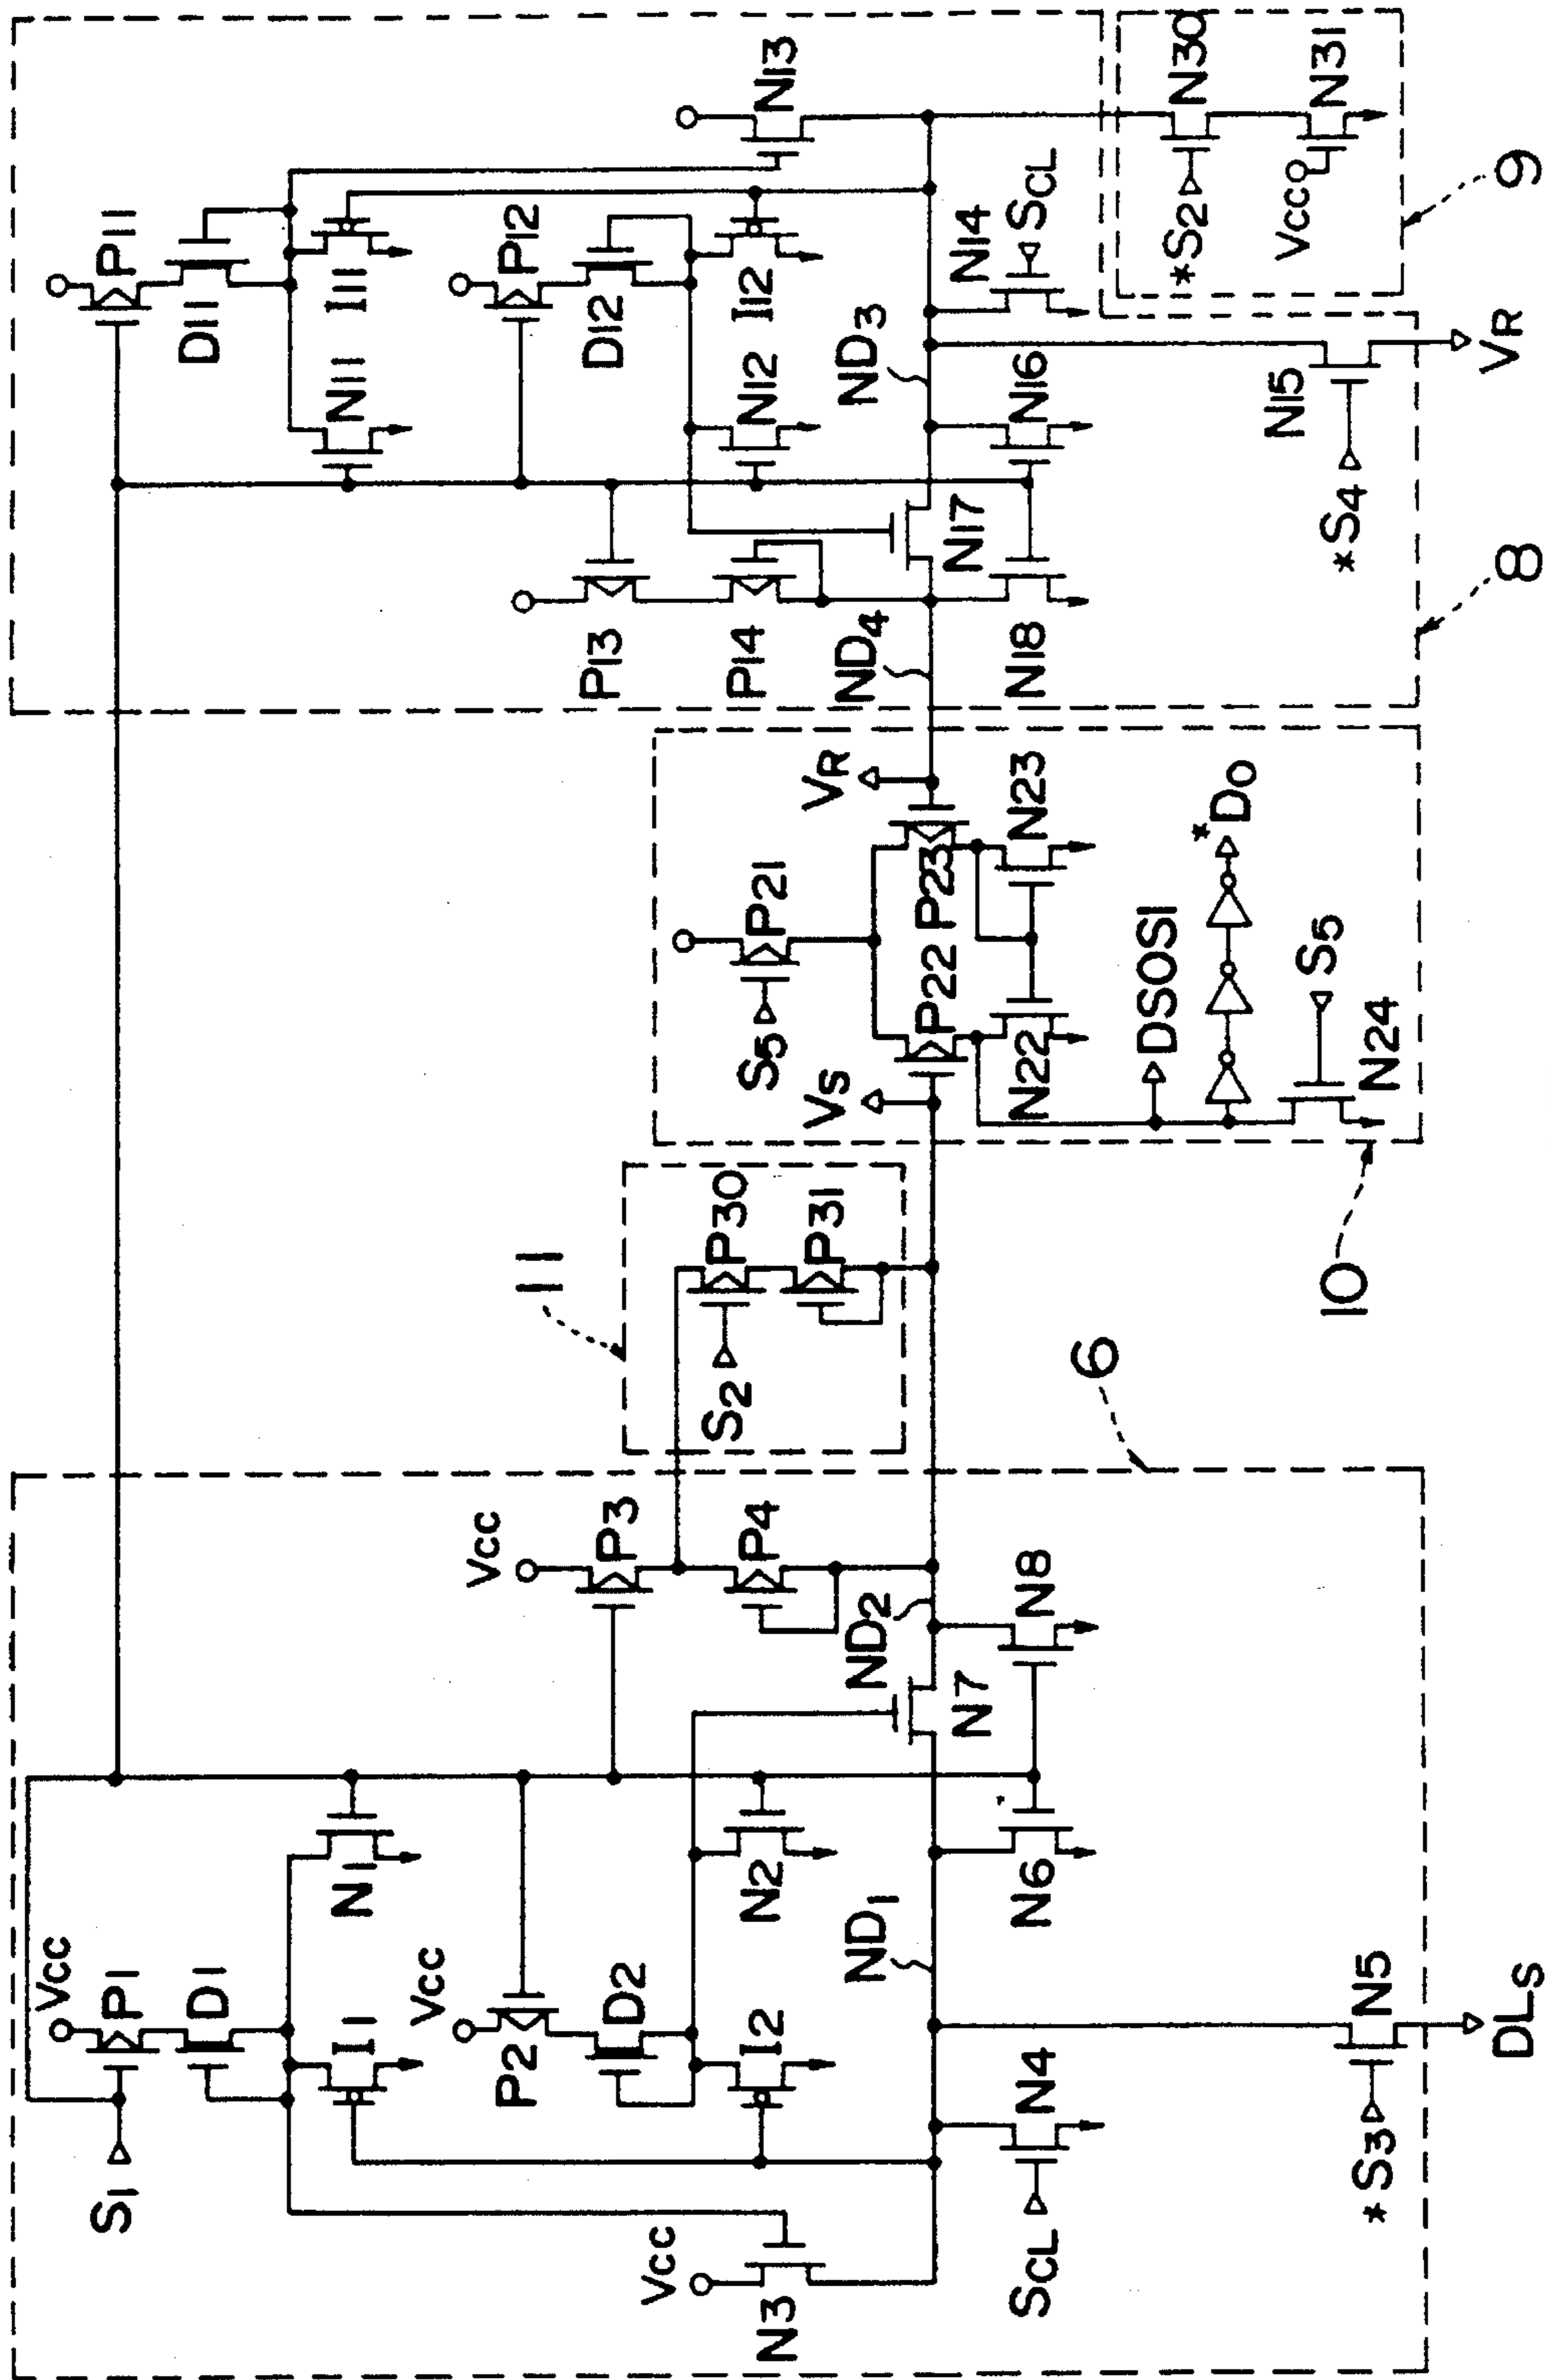 VCC
P1
S1
D1
N1
I1
VCC
P2
D2
I2
N2
VCC
N3
VCC
P3
P4
ND1
ND2
N7
SCL
N4
N6
N8
*S3
N5
DLS
6
11
S2
P30
P31
S5
P21
VS
P22
P23
VR
N22
N23
DSOSI
*D0
S5
N24
10
P11
D11
N11
I11
P12
D12
N12
I12
N13
P13
P14
ND4
ND3
N17
N18
N16
N14
SCL
*S4
N15
VR
8
*S2
N30
VCC
N31
9